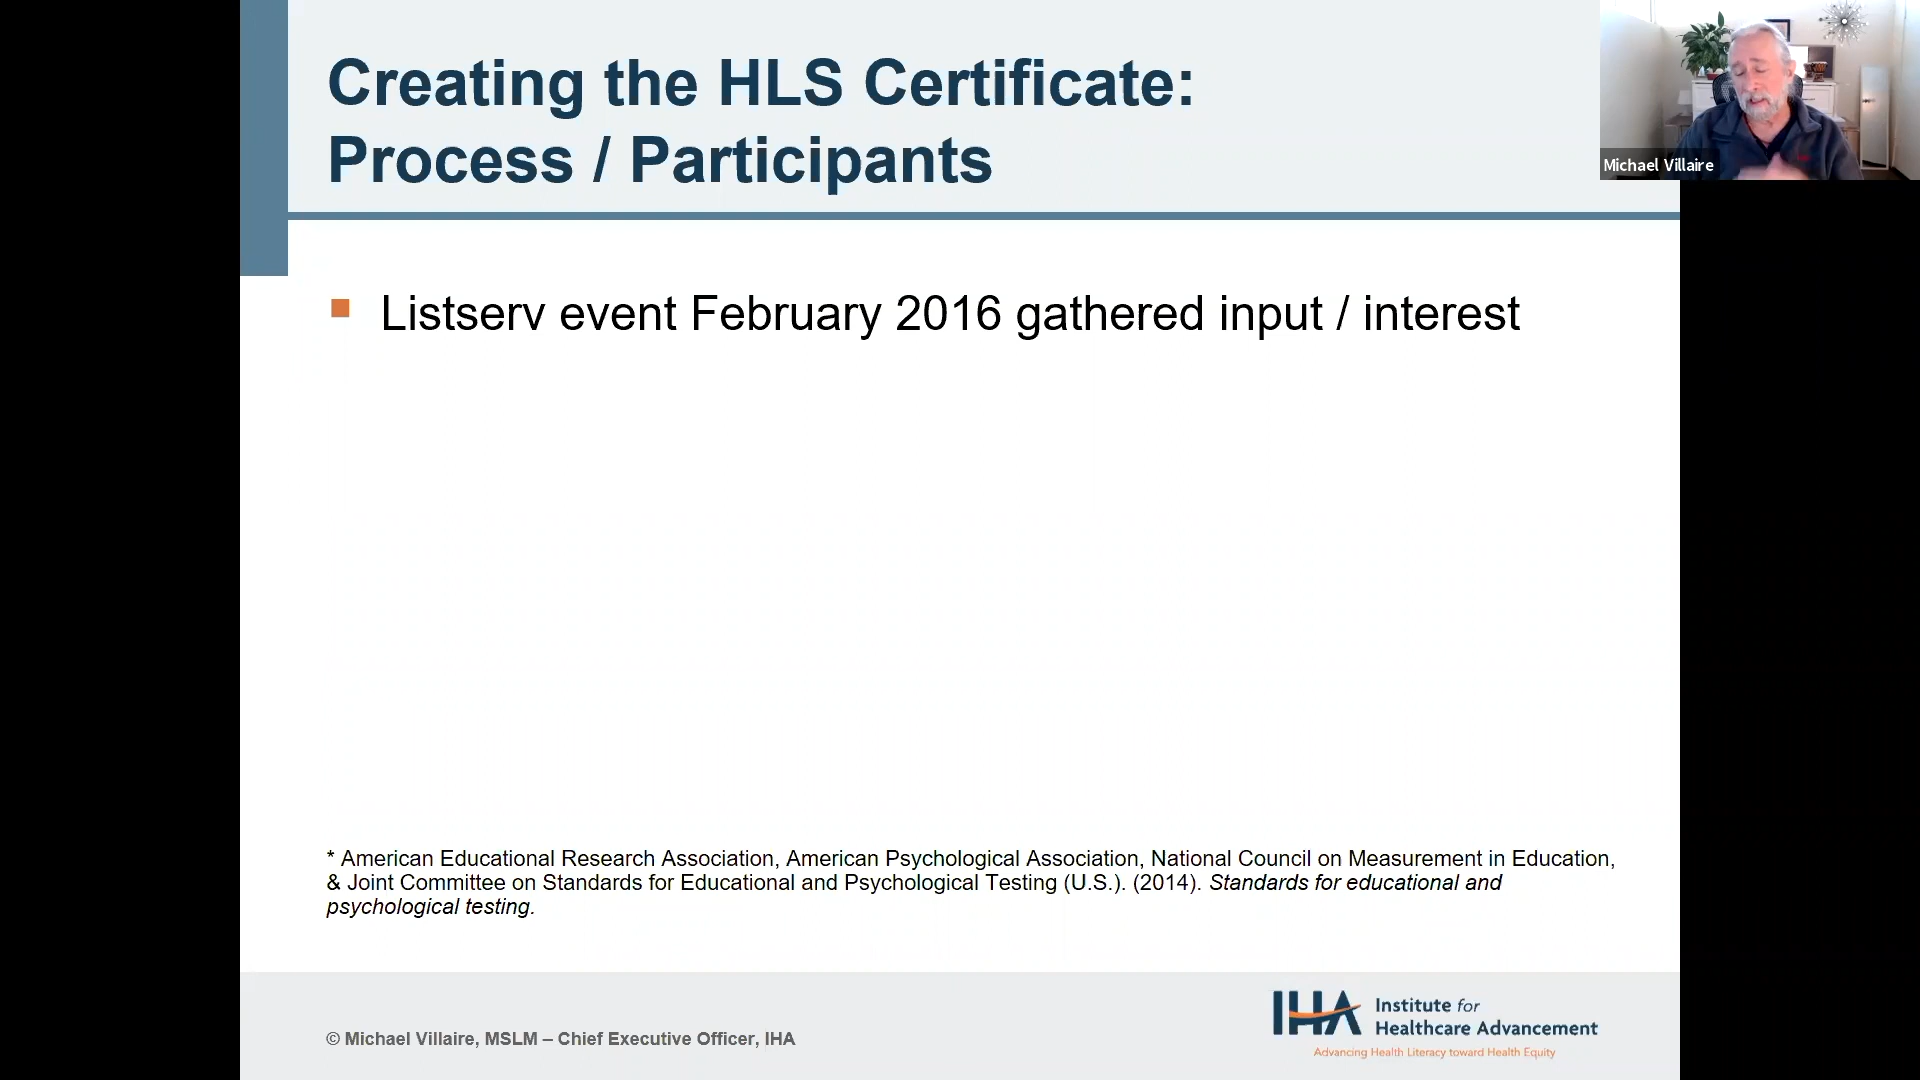 Creating the HLS Certificate:
Process / Participants
Michael Villaire
Listserv event February 2016 gathered input / interest
* American Educational Research Association, American Psychological Association, National Council on Measurement in Education,
& Joint Committee on Standards for Educational and Psychological Testing (U.S.). (2014). Standards for educational and
psychological testing.
© Michael Villaire, MSLM – Chief Executive Officer, IHA
IHA
Institute for
Healthcare Advancement
Advancing Health Literacy toward Health Equity